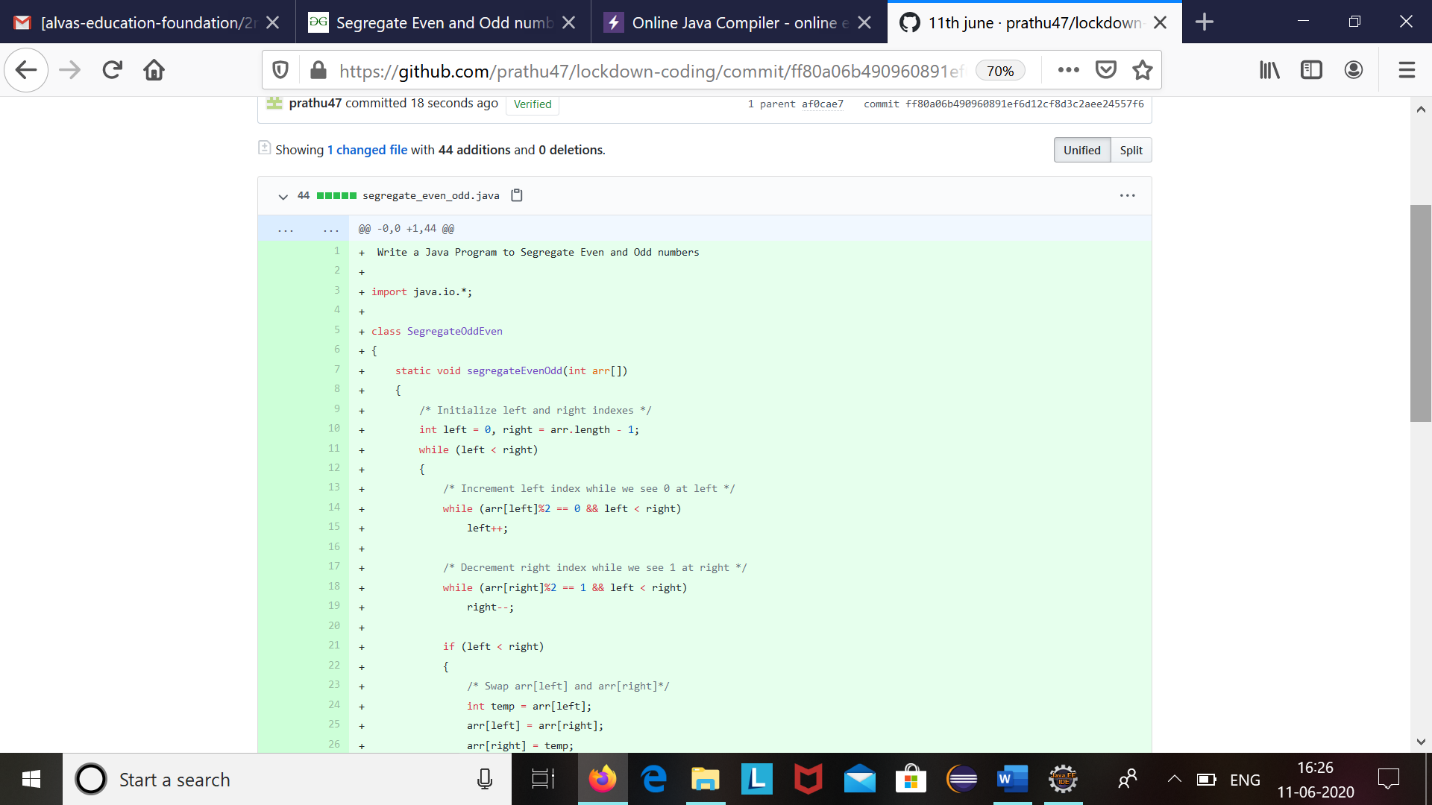 [alvas-education-foundation/2n
Segregate Even and Odd numb
Online Java Compiler - online e
11th june · prathu47/lockdown-
https://github.com/prathu47/lockdown-coding/commit/ff80a06b490960891ef
70%
prathu47 committed 18 seconds ago
Verified
1 parent af0cae7 commit ff80a06b490960891ef6d12cf8d3c2aee24557f6
Showing 1 changed file with 44 additions and 0 deletions.
Unified Split
44 segregate_even_odd.java
... ... @@ -0,0 +1,44 @@
1 + Write a Java Program to Segregate Even and Odd numbers
2 +
3 + import java.io.*;
4 +
5 + class SegregateOddEven
6 + {
7 + static void segregateEvenOdd(int arr[])
8 + {
9 + /* Initialize left and right indexes */
10 + int left = 0, right = arr.length - 1;
11 + while (left < right)
12 + {
13 + /* Increment left index while we see 0 at left */
14 + while (arr[left]%2 == 0 && left < right)
15 + left++;
16 +
17 + /* Decrement right index while we see 1 at right */
18 + while (arr[right]%2 == 1 && left < right)
19 + right--;
20 +
21 + if (left < right)
22 + {
23 + /* Swap arr[left] and arr[right]*/
24 + int temp = arr[left];
25 + arr[left] = arr[right];
26 + arr[right] = temp;
Start a search
ENG
16:26
11-06-2020